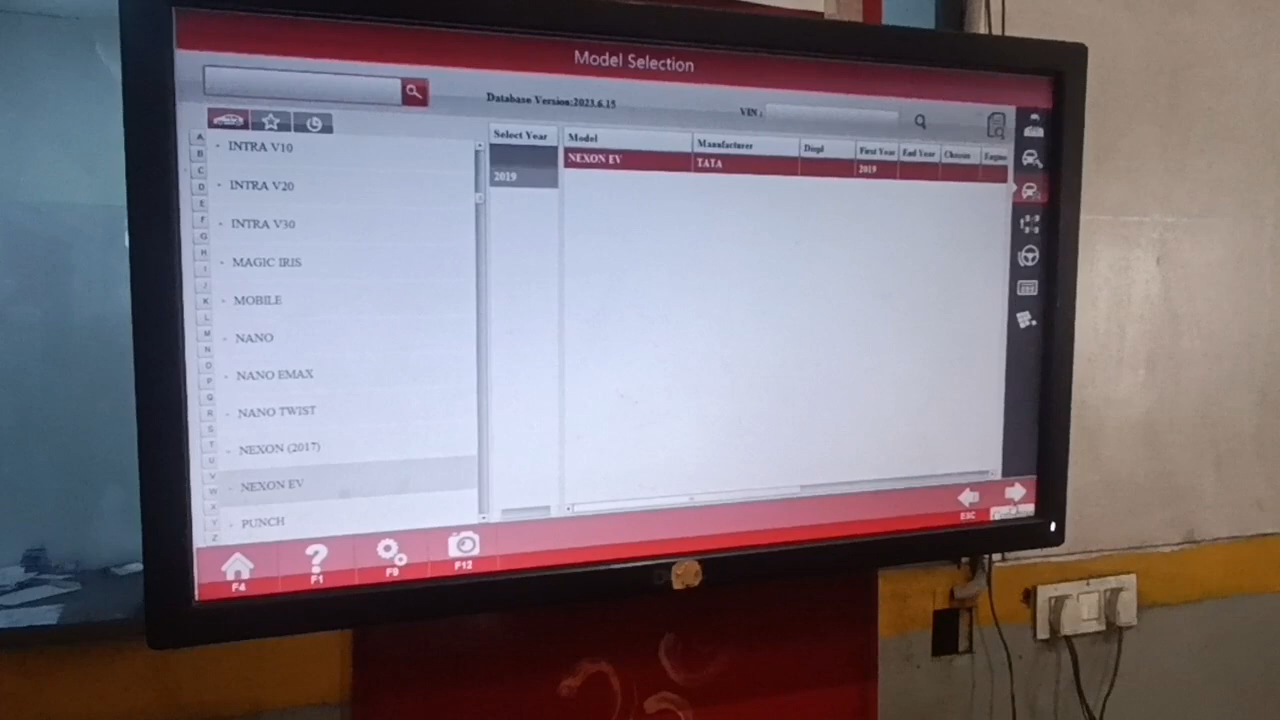 Model Selection
Database Version:2023.6.15
VIN :
A
B
C
D
E
F
G
H
I
J
K
L
M
N
O
P
Q
R
S
T
U
V
W
X
Y
Z
- INTRA V10
- INTRA V20
- INTRA V30
- MAGIC IRIS
- MOBILE
- NANO
- NANO EMAX
- NANO TWIST
- NEXON (2017)
- NEXON EV
- PUNCH
Select Year
2019
Model Manufacturer Displ First Year End Year Chassis Engine
NEXON EV TATA 2019
ESC
F4 F1 F9 F12